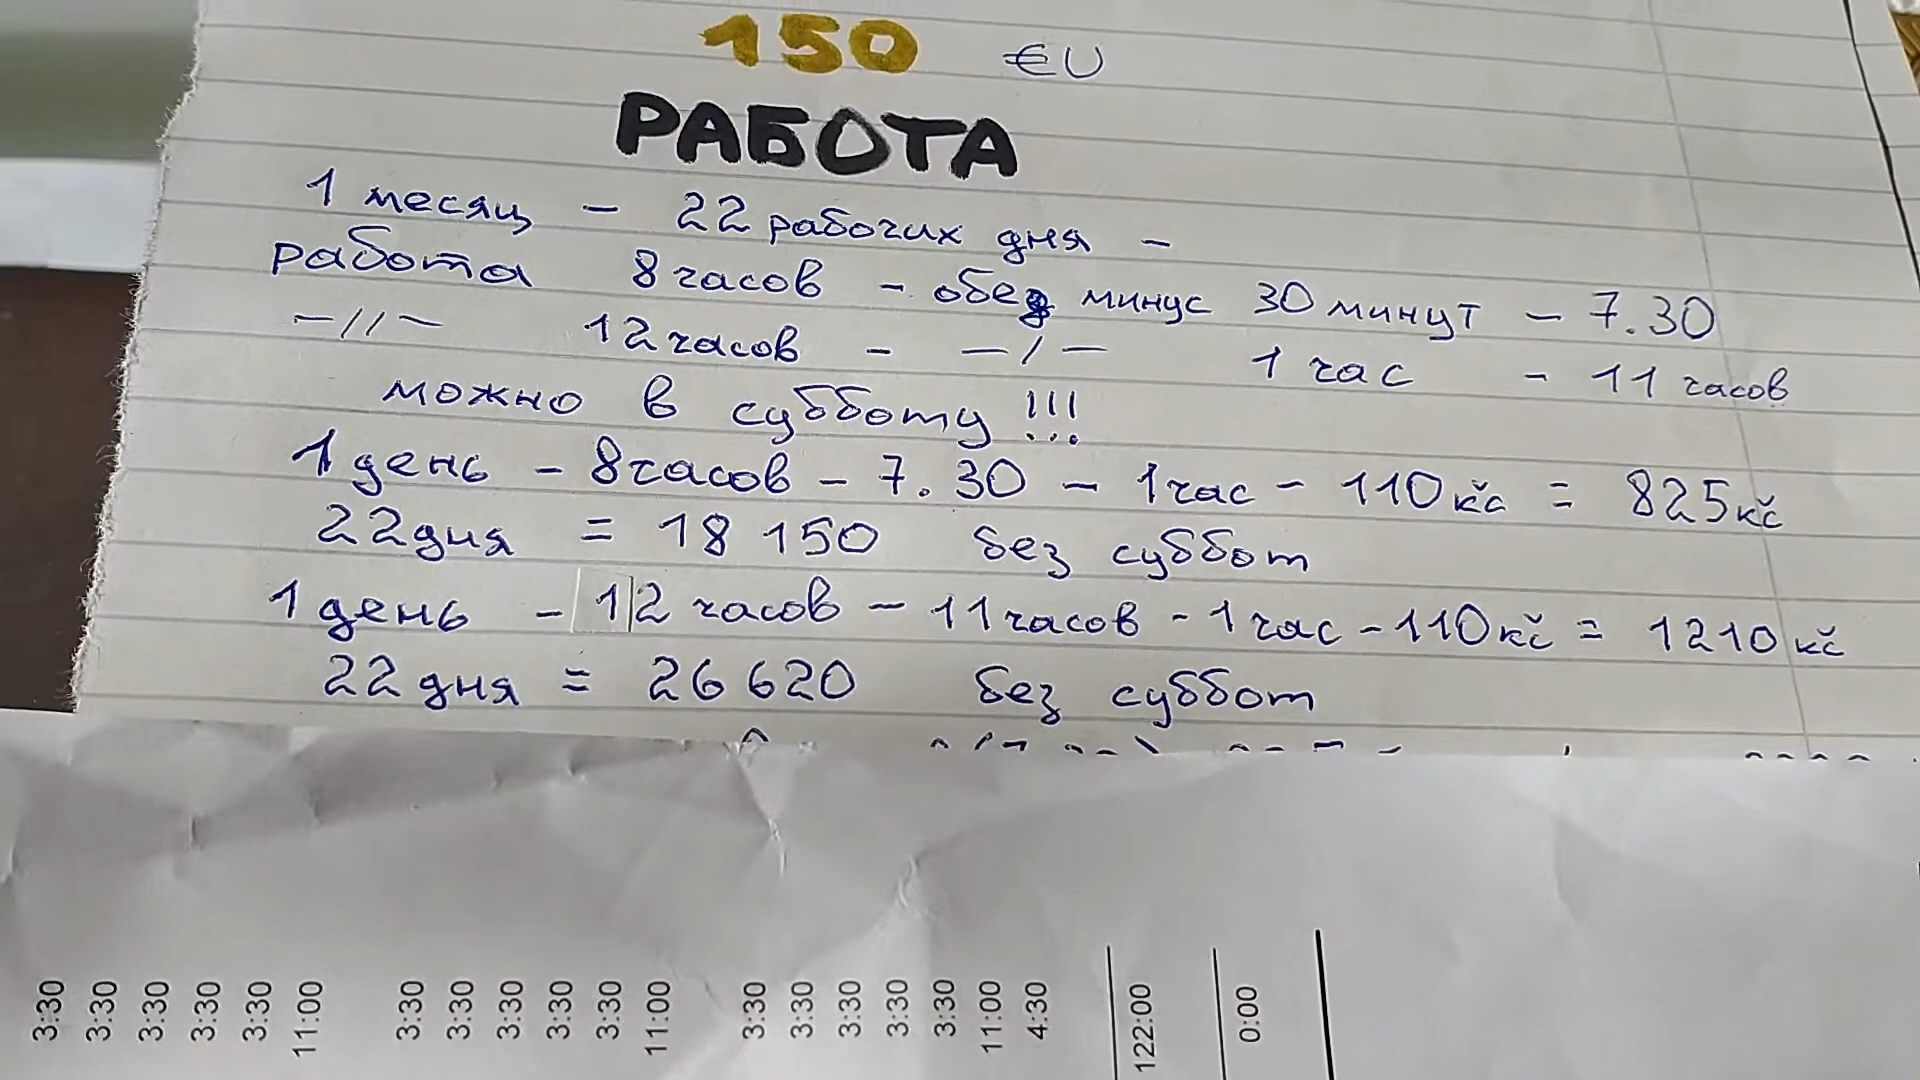 150 €U
РАБОТА
1 месяц - 22 рабочих дня -
работа 8 часов - обед минус 30 минут - 7.30
-//- 12 часов - -/- 1 час - 11 часов
можно в субботу!!!
1 день - 8 часов - 7.30 - 1 час - 110 кč = 825 кč
22 дня = 18 150 без суббот
1 день - 12 часов - 11 часов - 1 час - 110 кč = 1210 кč
22 дня = 26 620 без суббот
3:30
3:30
3:30
3:30
3:30
11:00
3:30
3:30
3:30
3:30
3:30
11:00
3:30
3:30
3:30
3:30
3:30
11:00
4:30
122:00
0:00